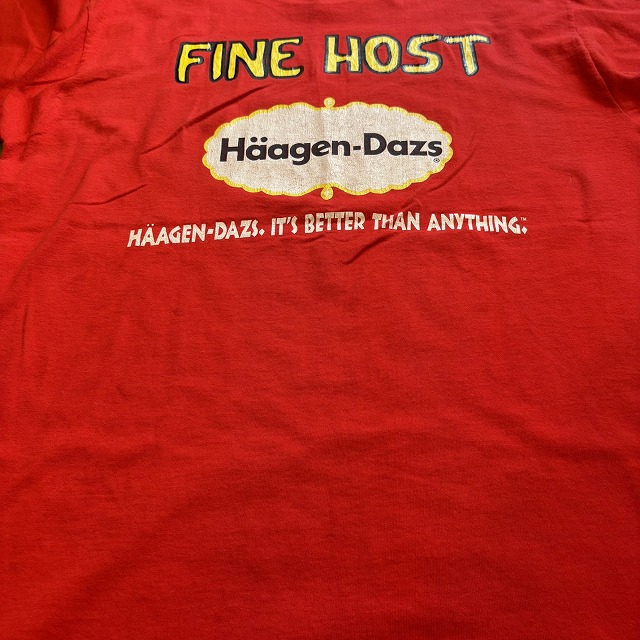 FINE HOST
Häagen-Dazs®
HÄAGEN-DAZS. IT'S BETTER THAN ANYTHING.™